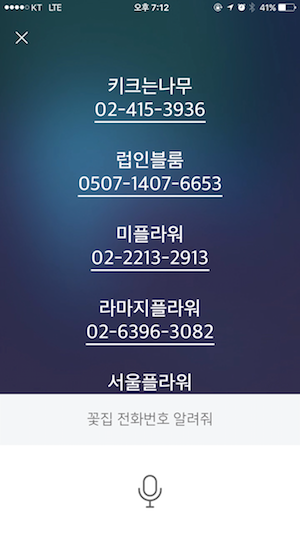 KT LTE 오후 7:12 41%
키크는나무
02-415-3936
럽인블룸
0507-1407-6653
미플라워
02-2213-2913
라마지플라워
02-6396-3082
서울플라워
꽃집 전화번호 알려줘